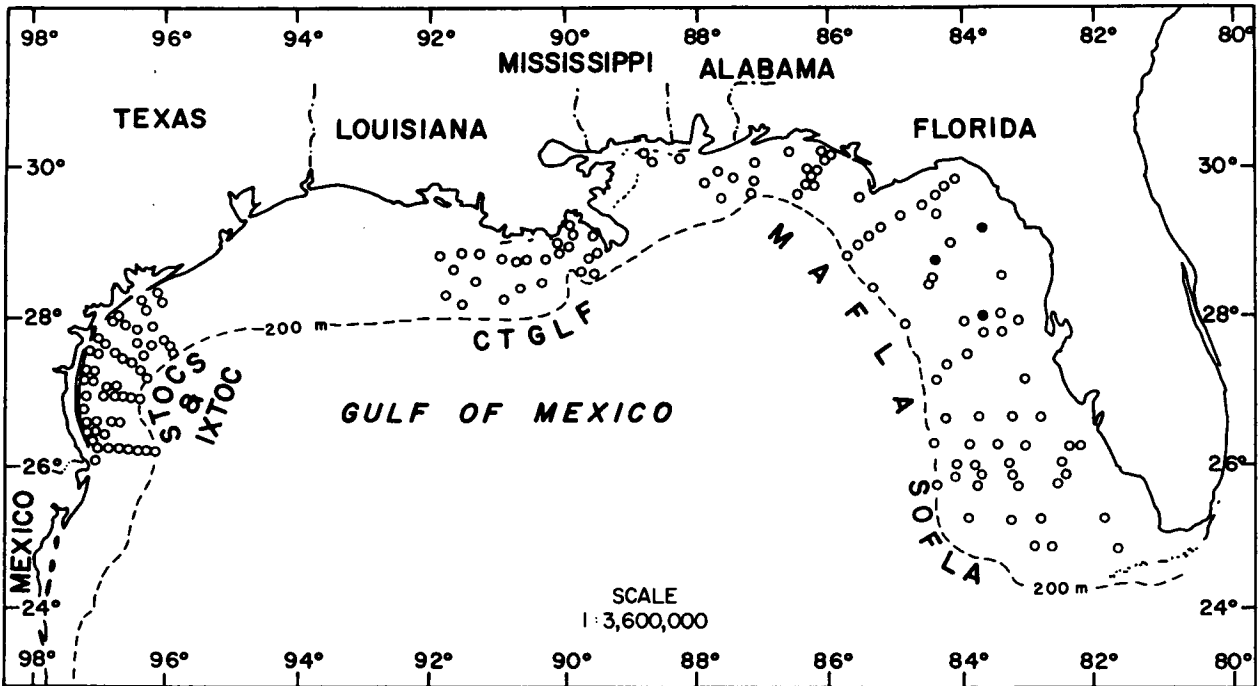 98° 96° 94° 92° 90° 88° 86° 84° 82° 80°
MISSISSIPPI ALABAMA
TEXAS LOUISIANA FLORIDA
30° 30°
28° 200 m CTGLF MAFLA 28°
STOCS & IXTOC
GULF OF MEXICO
26° 26°
MEXICO SOFLA
200 m
24° SCALE 24°
1:3,600,000
98° 96° 94° 92° 90° 88° 86° 84° 82° 80°